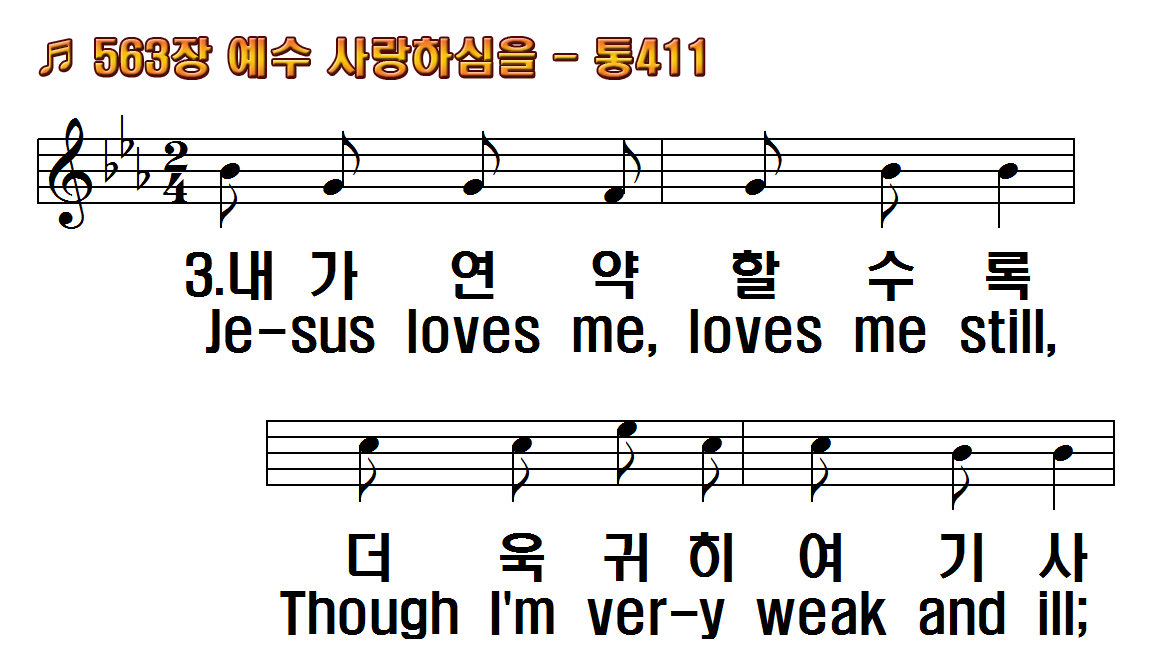 ♬ 563장 예수 사랑하심을 - 통411
3.내 가 연 약 할 수 록
Je-sus loves me, loves me still,
더 욱 귀 히 여 기 사
Though I'm ver-y weak and ill;